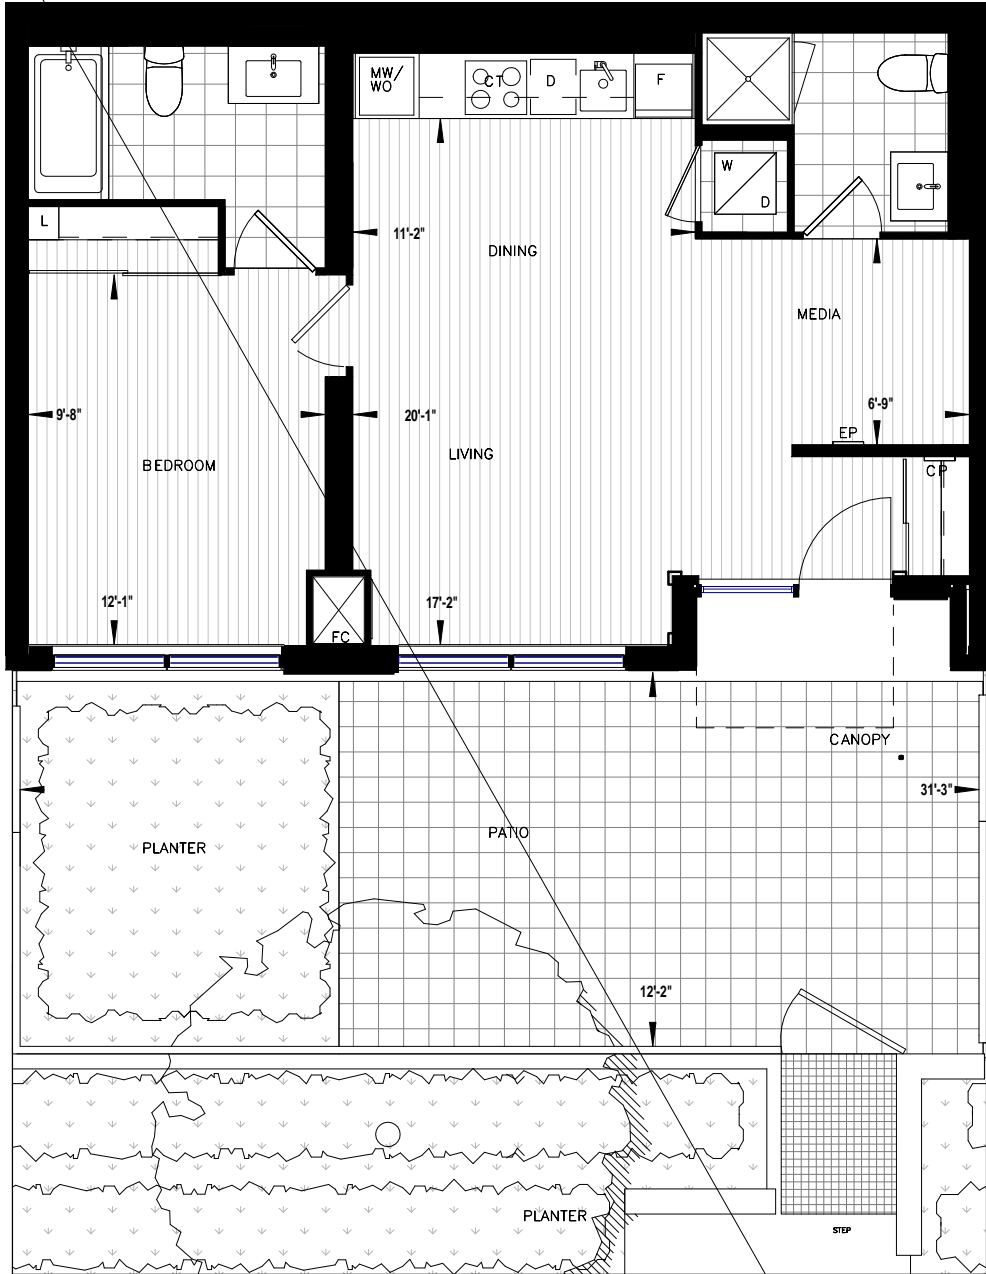 MW/
WO
CT
D
F
W
D
L
11'-2"
DINING
MEDIA
9'-8"
20'-1"
6'-9"
EP
LIVING
BEDROOM
CP
12'-1"
17'-2"
FC
CANOPY
31'-3"
PATIO
PLANTER
12'-2"
PLANTER
STEP